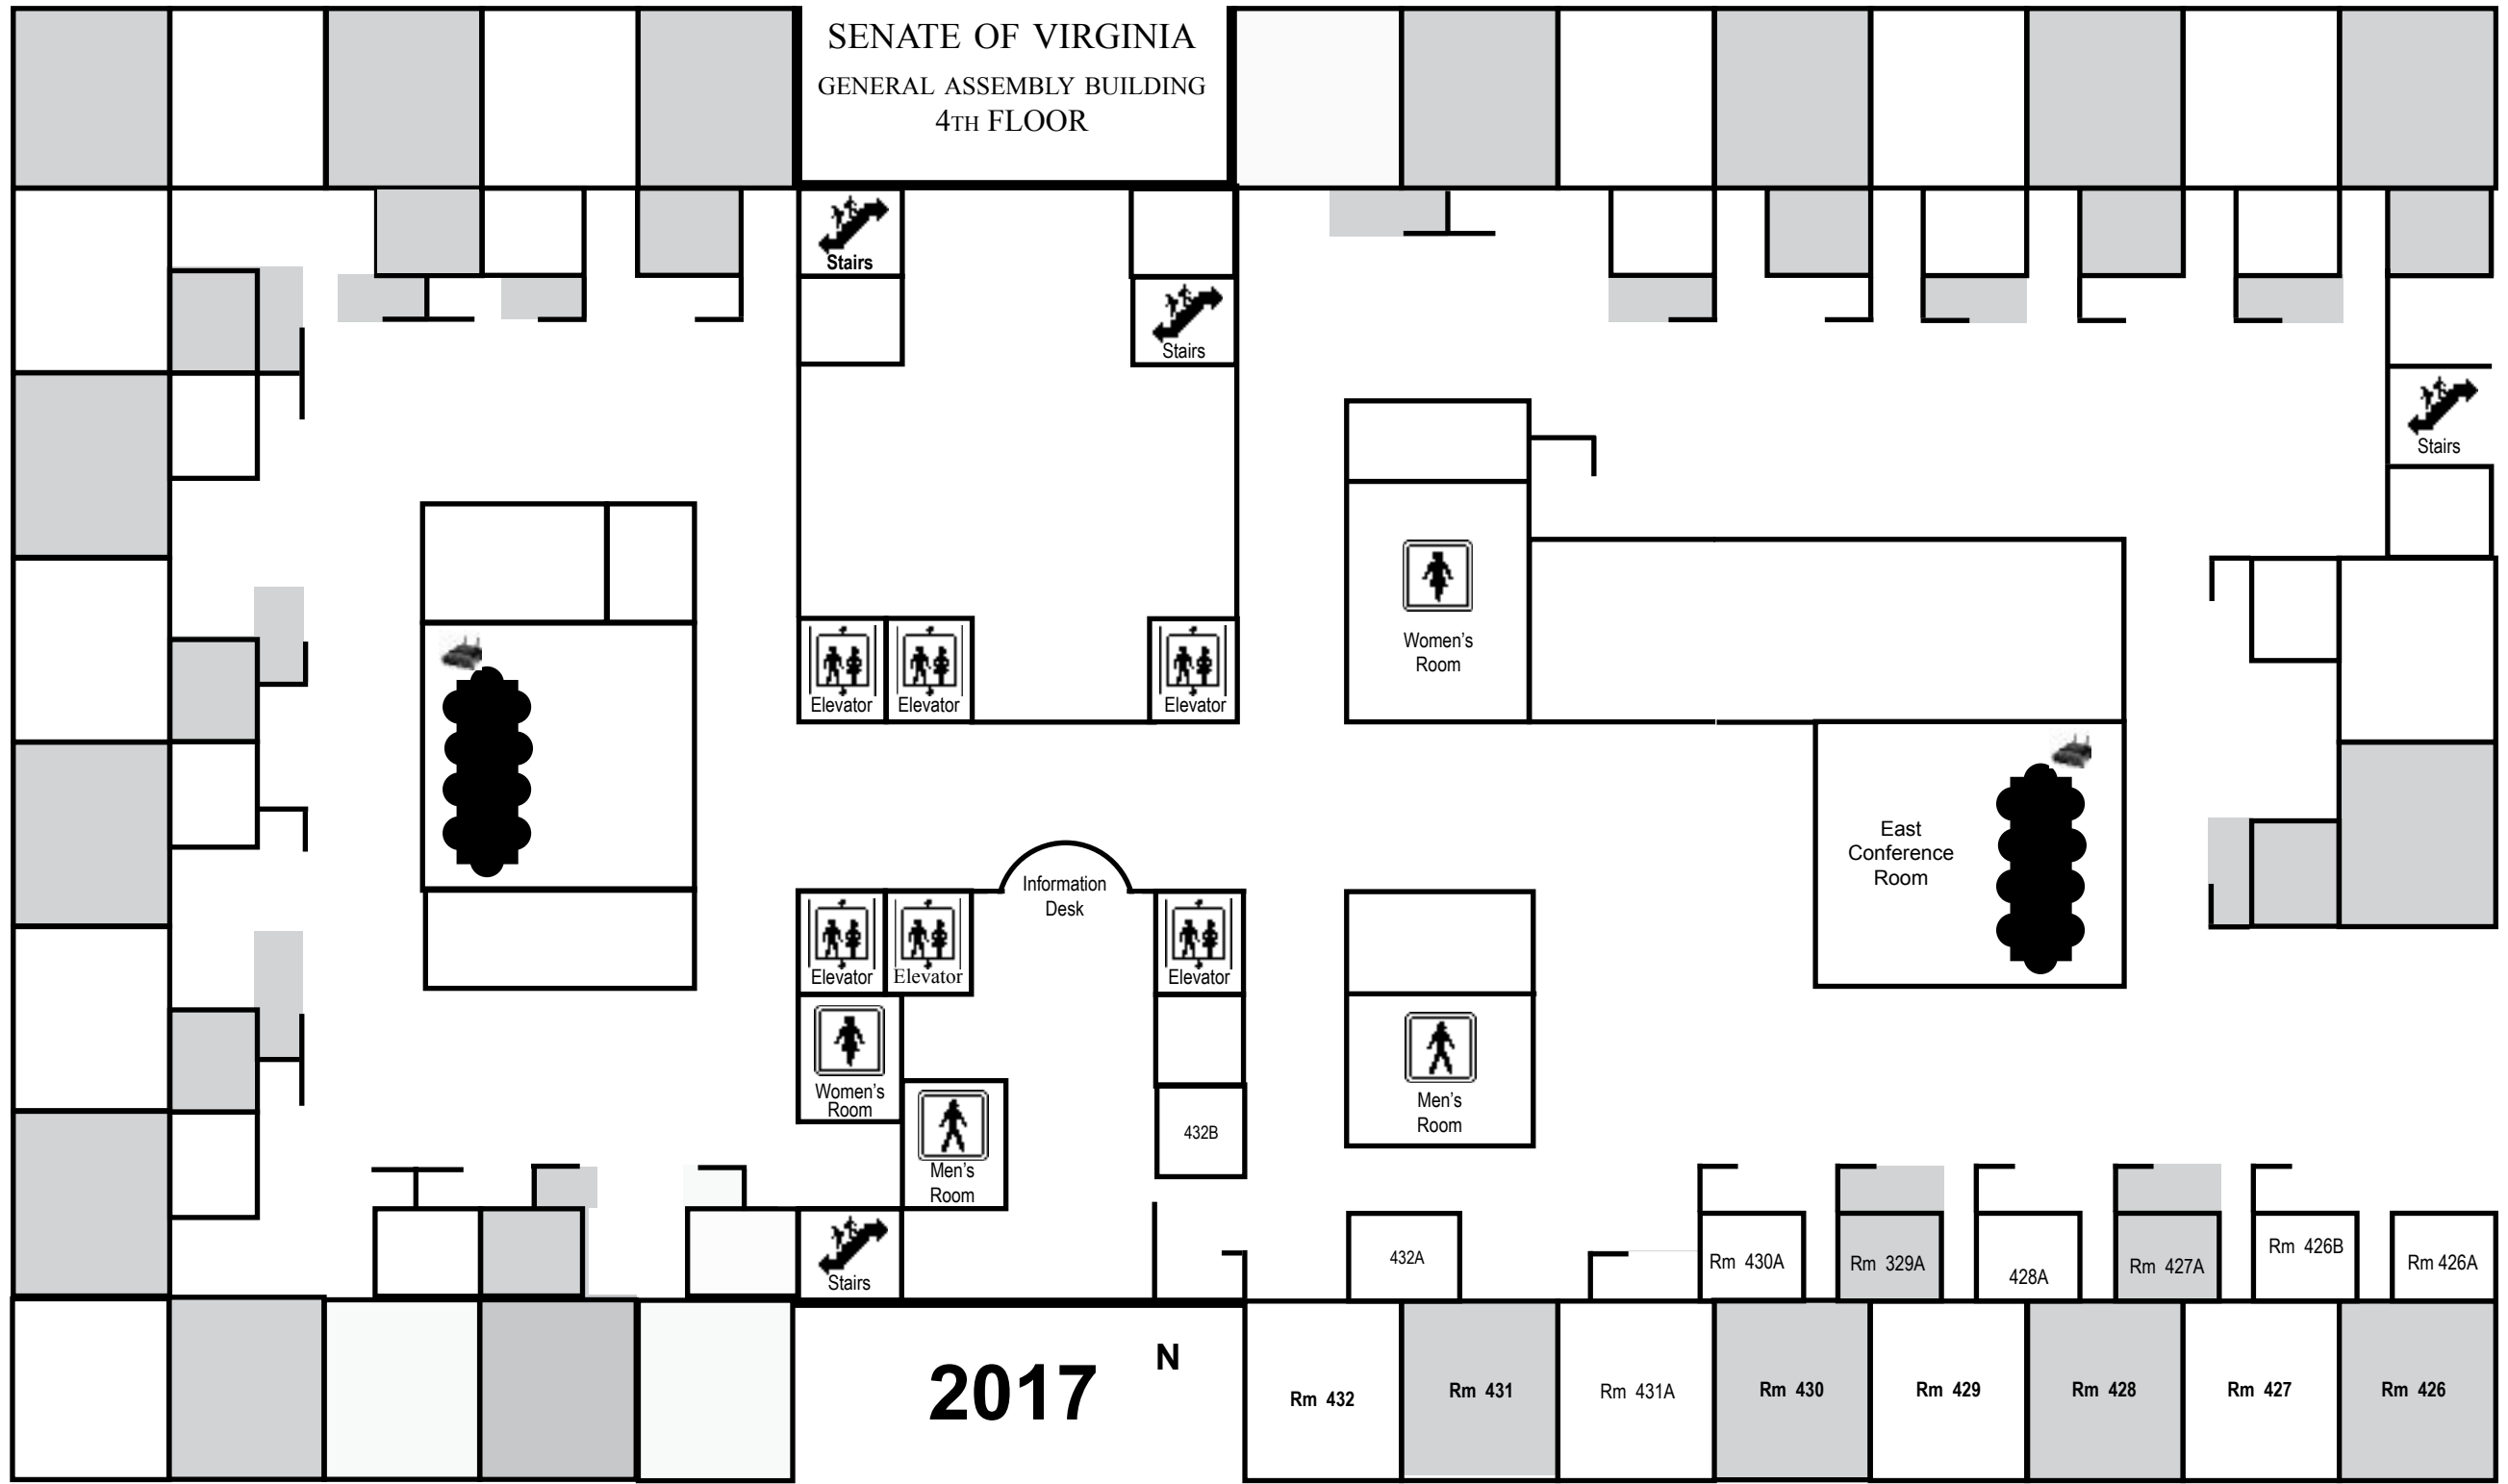 SENATE OF VIRGINIA
GENERAL ASSEMBLY BUILDING
4TH FLOOR
Stairs
Stairs
Stairs
Women's
Room
Elevator
Elevator
Elevator
East
Conference
Room
Information
Desk
Elevator
Elevator
Elevator
Women's
Room
Men's
Room
432B
Men's
Room
Stairs
432A
Rm 430A
Rm 329A
428A
Rm 427A
Rm 426B
Rm 426A
2017
N
Rm 432
Rm 431
Rm 431A
Rm 430
Rm 429
Rm 428
Rm 427
Rm 426